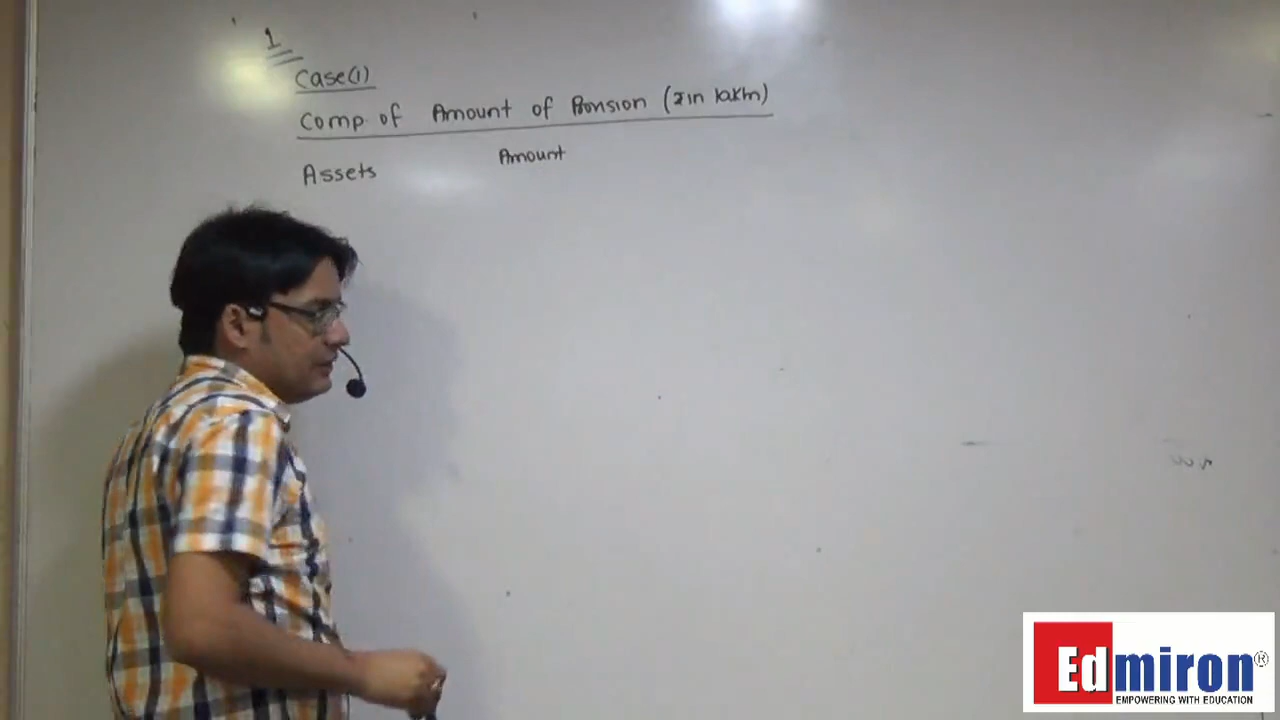 1
Case(1)
Comp of Amount of Provision (₹ in lakh)
Assets Amount
Edmiron®
EMPOWERING WITH EDUCATION